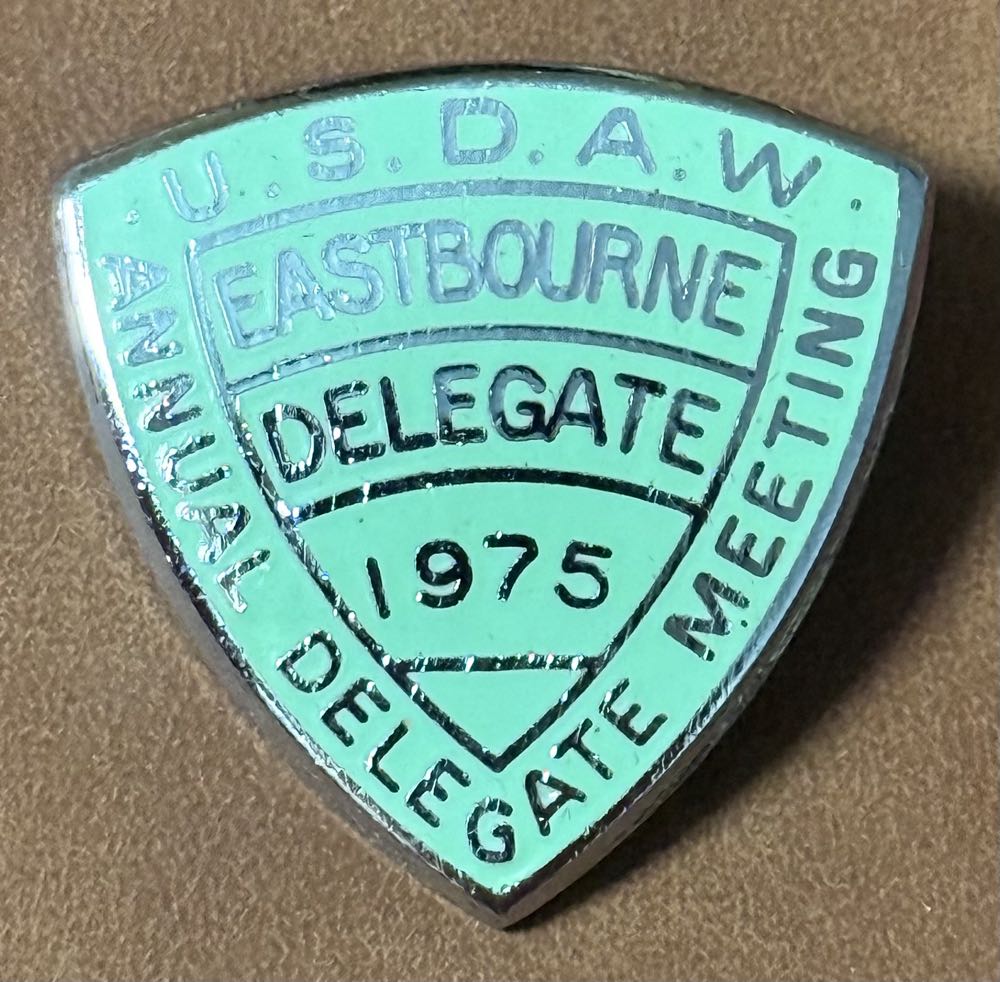 . U . S . D . A . W .
EASTBOURNE
DELEGATE
1975
ANNUAL DELEGATE MEETING